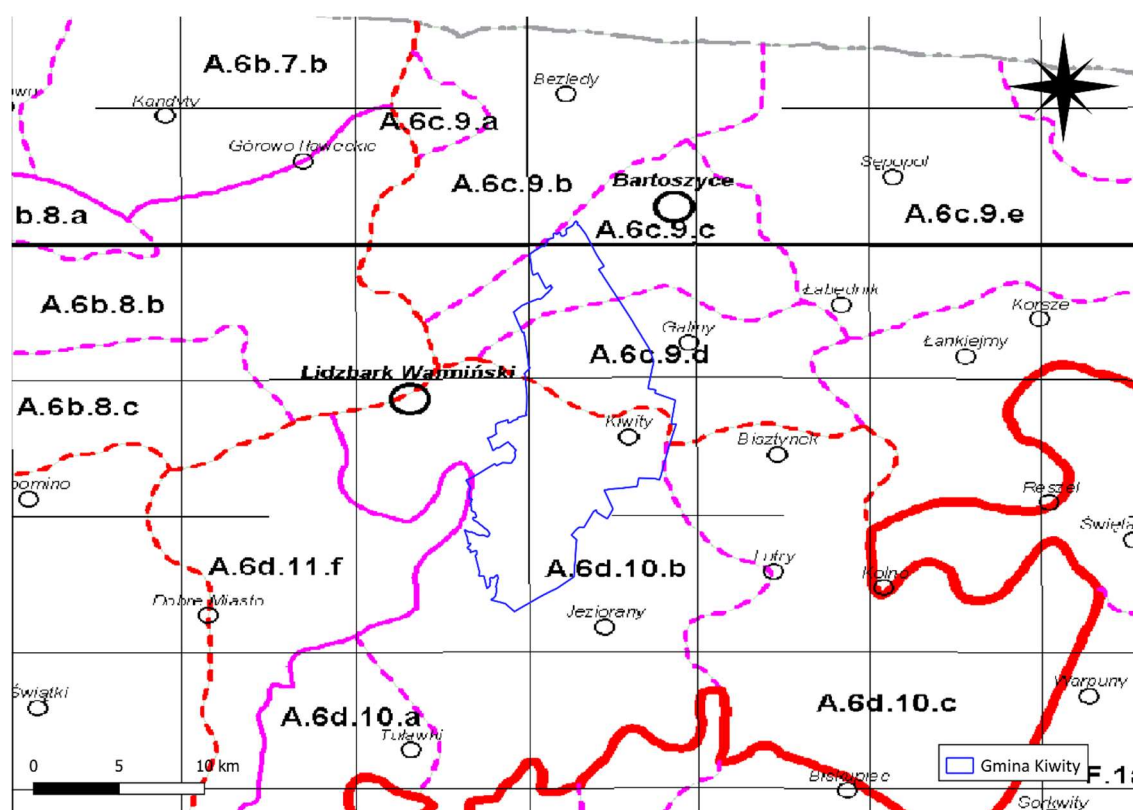 A.6b.7.b
Bezledy
Kandyty
A.6c.9.a
Górowo Iławeckie
Sępopol
A.6c.9.b
Bartoszyce
b.8.a
A.6c.9.e
A.6c.9.c
A.6b.8.b
Łabędnik
Korsze
Galiny
A.6c.9.d
Łankiejmy
Lidzbark Warmiński
A.6b.8.c
Kiwity
Bisztynek
Reszel
A.6d.11.f
A.6d.10.b
Lutry
Kolno
Dobre Miasto
Jeziorany
Świątki
Warpuny
A.6d.10.a
A.6d.10.c
Tuławki
0 5 10 km
Gmina Kiwity
Biskupiec
Sorkwity